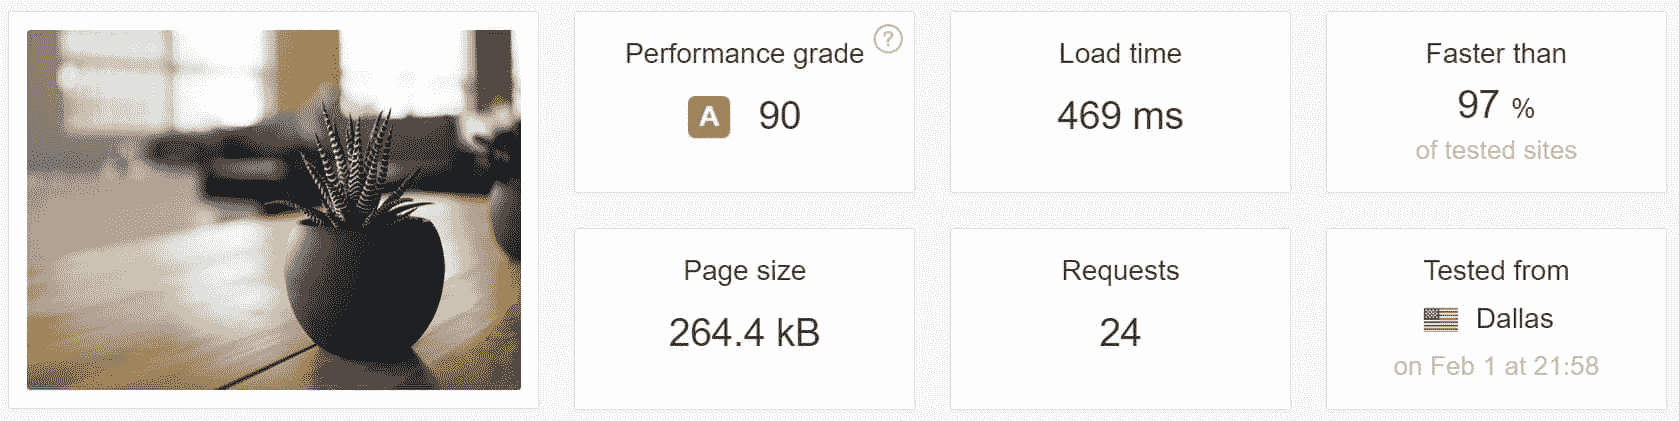 Performance grade ?
A 90
Load time
469 ms
Faster than
97 %
of tested sites
Page size
264.4 kB
Requests
24
Tested from
Dallas
on Feb 1 at 21:58